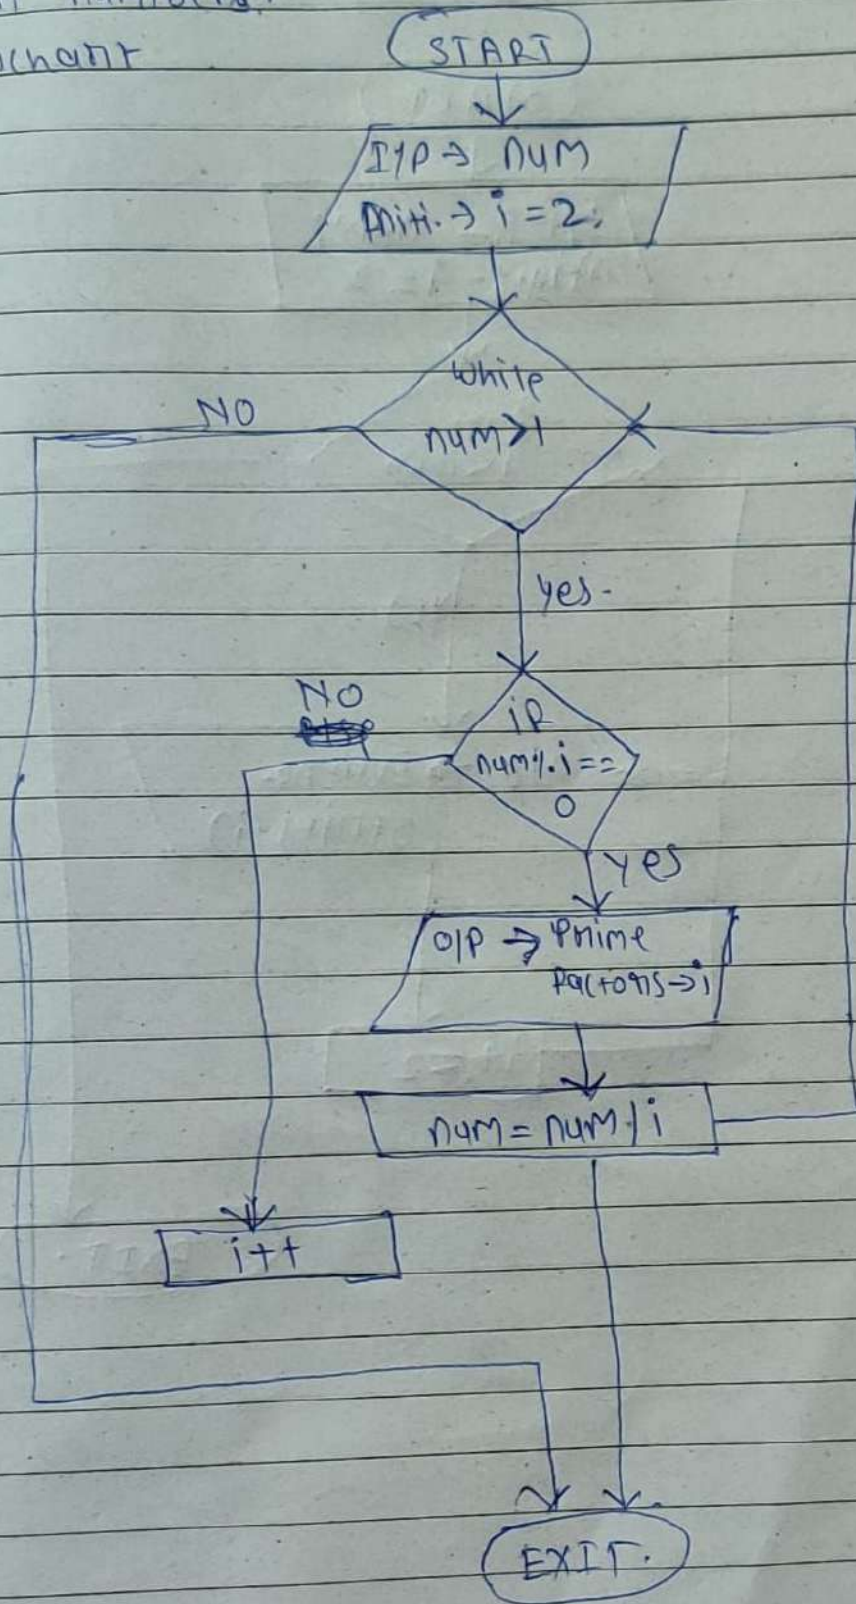 START
I/P → num
initi. → i = 2;
while
num>1
NO
yes.
NO
if
num%i==
0
yes
O/P → Prime
factors → i
num = num / i
i++
EXIT.